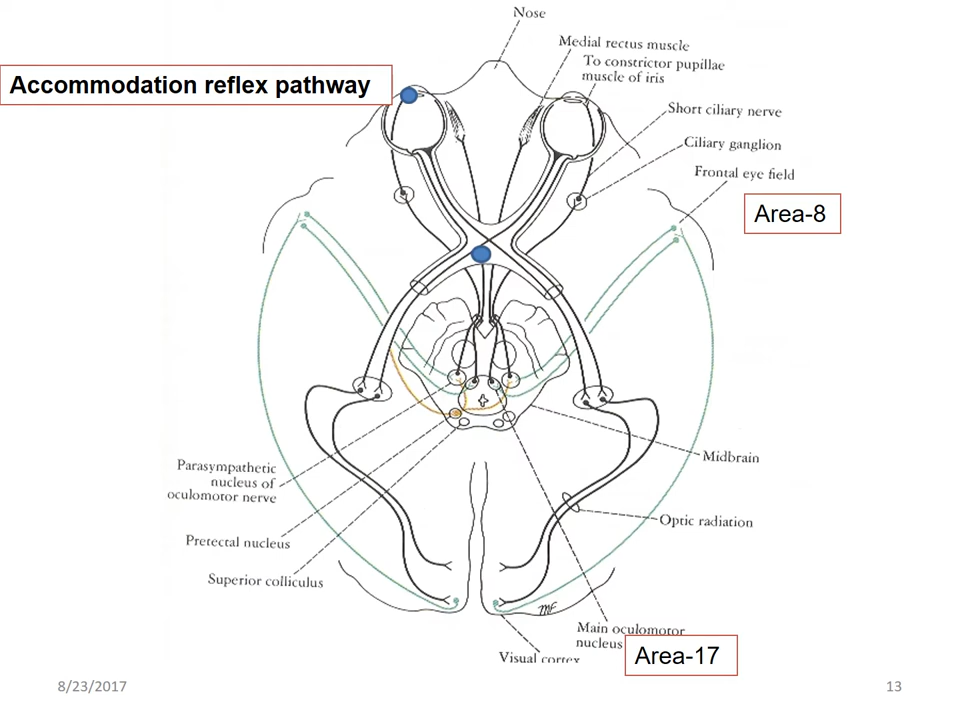 Nose
Medial rectus muscle
To constrictor pupillae
muscle of iris
Accommodation reflex pathway
Short ciliary nerve
Ciliary ganglion
Frontal eye field
Area-8
Midbrain
Parasympathetic
nucleus of
oculomotor nerve
Optic radiation
Pretectal nucleus
Superior colliculus
MF
Main oculomotor
nucleus
Area-17
Visual cortex
8/23/2017
13